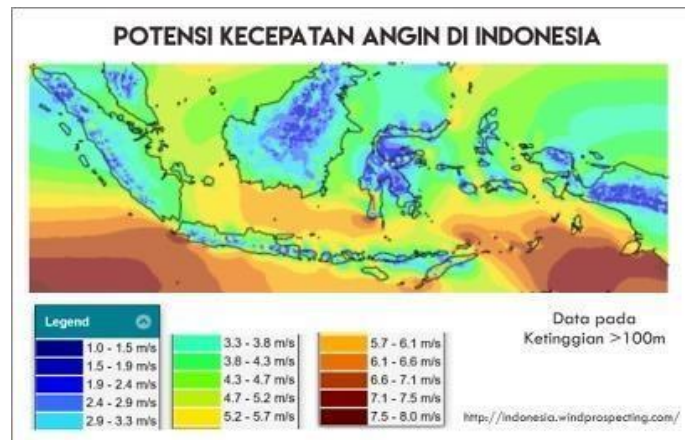 POTENSI KECEPATAN ANGIN DI INDONESIA
Legend
1.0 - 1.5 m/s
1.5 - 1.9 m/s
1.9 - 2.4 m/s
2.4 - 2.9 m/s
2.9 - 3.3 m/s
3.3 - 3.8 m/s
3.8 - 4.3 m/s
4.3 - 4.7 m/s
4.7 - 5.2 m/s
5.2 - 5.7 m/s
5.7 - 6.1 m/s
6.1 - 6.6 m/s
6.6 - 7.1 m/s
7.1 - 7.5 m/s
7.5 - 8.0 m/s
Data pada
Ketinggian >100m
http://indonesia.windprospecting.com/